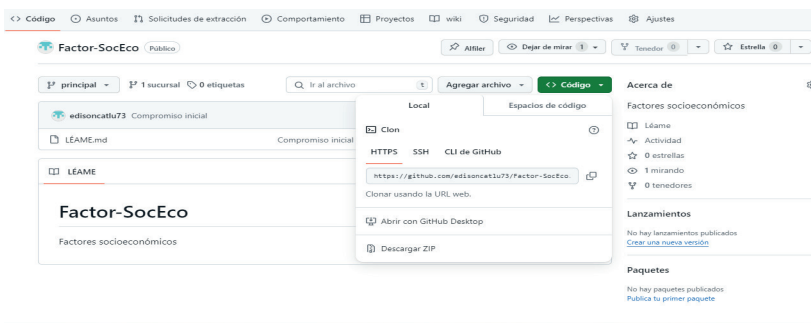 <> Código Asuntos Solicitudes de extracción Comportamiento Proyectos wiki Seguridad Perspectivas Ajustes
Factor-SocEco Público Alfiler Dejar de mirar 1 Tenedor 0 Estrella 0
principal 1 sucursal 0 etiquetas Ir al archivo t Agregar archivo <> Código
Acerca de
edisoncatlu73 Compromiso inicial
LÉAME.md Compromiso inicial
LÉAME
Factor-SocEco
Factores socioeconómicos
Local Espacios de código
Clon
HTTPS SSH CLI de GitHub
https://github.com/edisoncatlu73/Factor-SocEco.
Clonar usando la URL web.
Abrir con GitHub Desktop
Descargar ZIP
Factores socioeconómicos
Léame
Actividad
0 estrellas
1 mirando
0 tenedores
Lanzamientos
No hay lanzamientos publicados
Crear una nueva versión
Paquetes
No hay paquetes publicados
Publica tu primer paquete